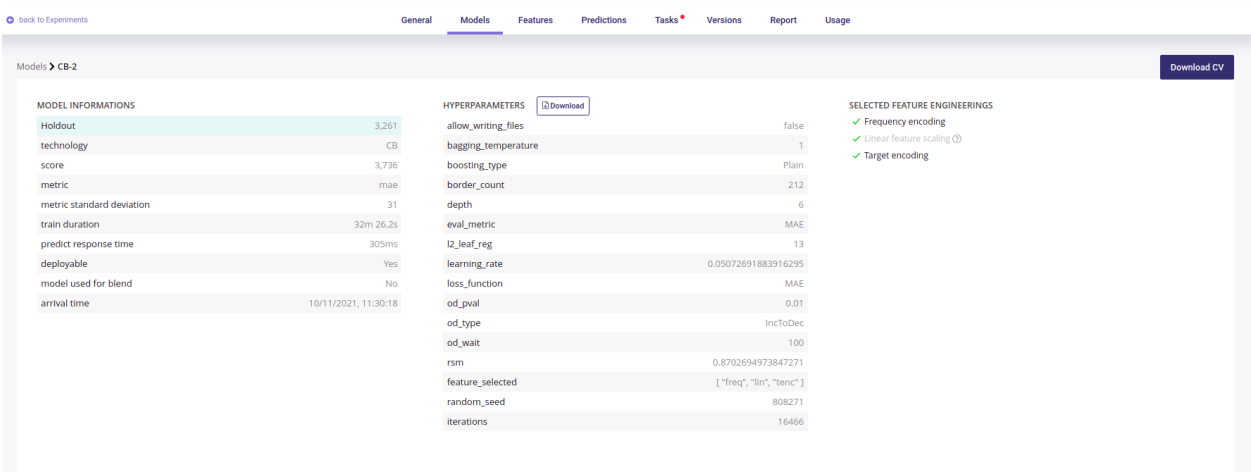 back to Experiments
General Models Features Predictions Tasks Versions Report Usage
Models > CB-2
Download CV
MODEL INFORMATIONS
Holdout 3,261
technology CB
score 3,736
metric mae
metric standard deviation 31
train duration 32m 26.2s
predict response time 305ms
deployable Yes
model used for blend No
arrival time 10/11/2021, 11:30:18
HYPERPARAMETERS Download
allow_writing_files false
bagging_temperature 1
boosting_type Plain
border_count 212
depth 6
eval_metric MAE
l2_leaf_reg 13
learning_rate 0.05072691883916295
loss_function MAE
od_pval 0.01
od_type IncToDec
od_wait 100
rsm 0.8702694973847271
feature_selected [ "freq", "lin", "tenc" ]
random_seed 808271
iterations 16466
SELECTED FEATURE ENGINEERINGS
Frequency encoding
Linear feature scaling ?
Target encoding